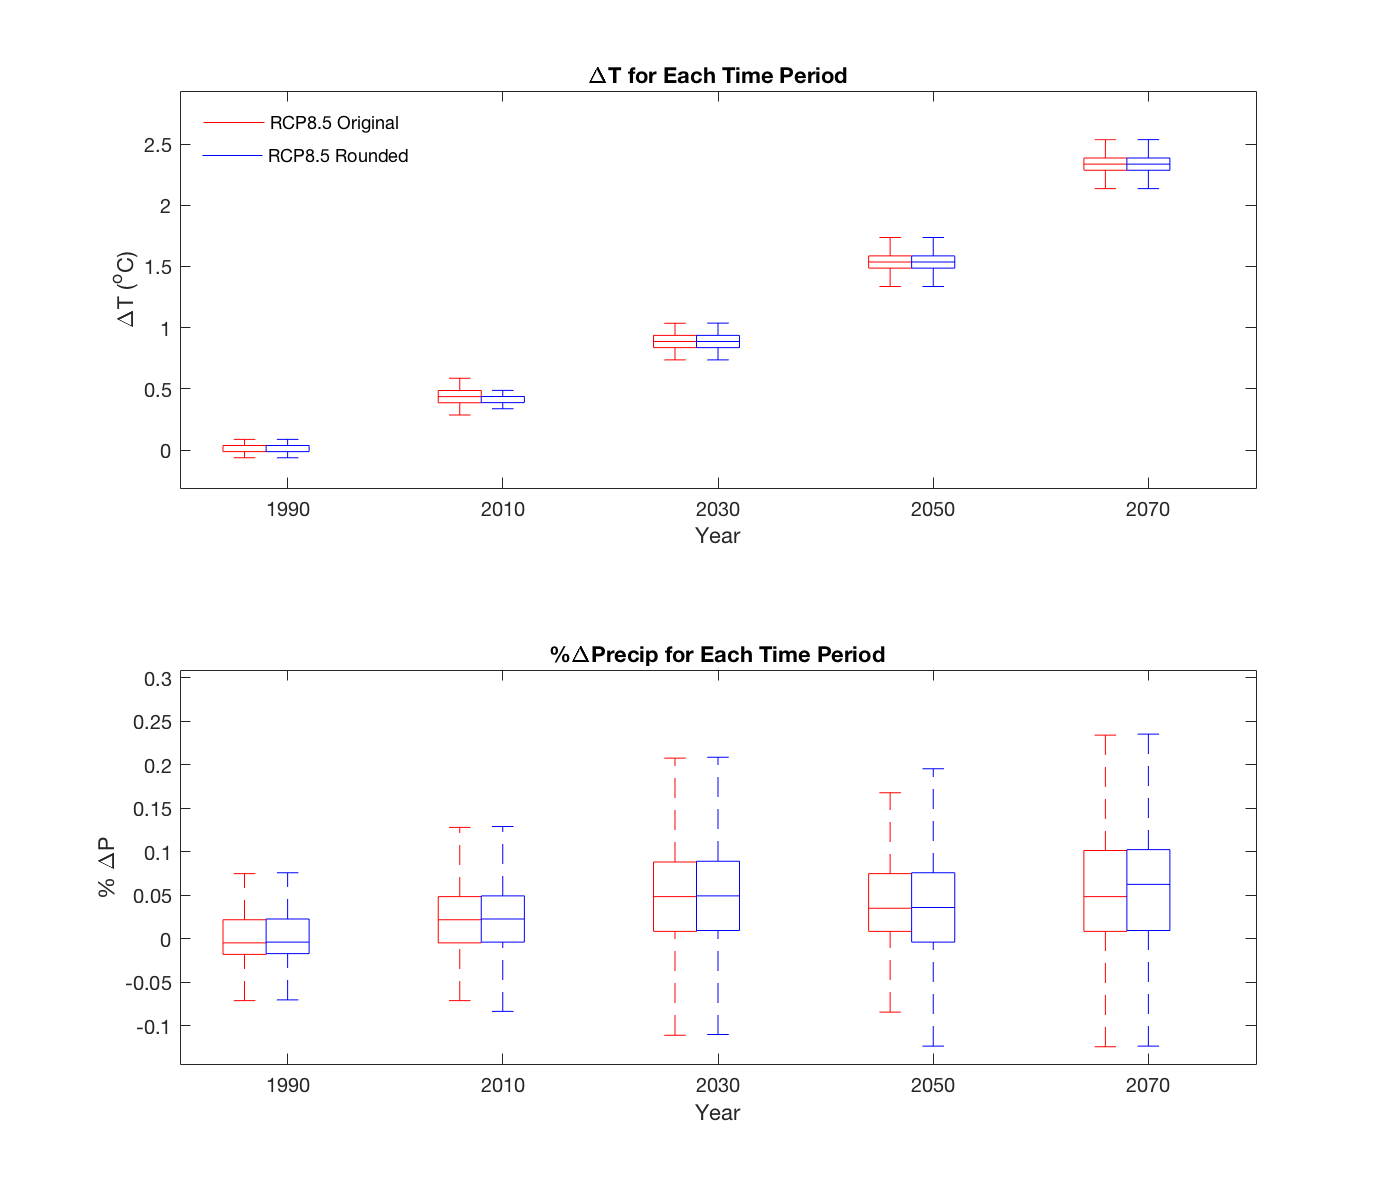 ΔT for Each Time Period
RCP8.5 Original
RCP8.5 Rounded
2.5
2
1.5
1
0.5
0
ΔT (°C)
1990 2010 2030 2050 2070
Year
%ΔPrecip for Each Time Period
0.3
0.25
0.2
0.15
0.1
0.05
0
-0.05
-0.1
% ΔP
1990 2010 2030 2050 2070
Year